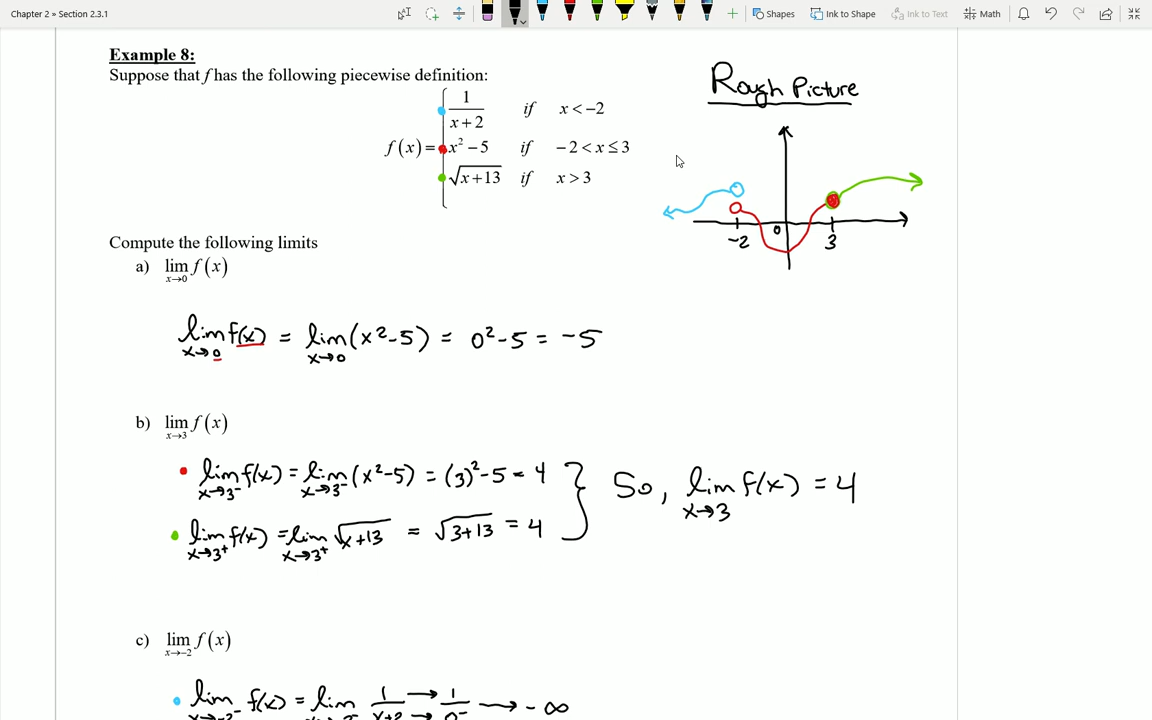 Chapter 2 » Section 2.3.1
Shapes
Ink to Shape
Ink to Text
Math
Example 8:
Suppose that f has the following piecewise definition:
f(x) = { 1/(x+2) if x < −2
x² − 5 if −2 < x ≤ 3
√(x+13) if x > 3
Rough Picture
−2 0 3
Compute the following limits
a) lim x→0 f(x)
lim x→0 f(x) = lim x→0 (x²-5) = 0²-5 = -5
b) lim x→3 f(x)
lim x→3⁻ f(x) = lim x→3⁻ (x²-5) = (3)²-5 = 4
lim x→3⁺ f(x) = lim x→3⁺ √(x+13) = √(3+13) = 4
} So, lim x→3 f(x) = 4
c) lim x→−2 f(x)
lim x→-2⁻ f(x) = lim 1/(x+2) → 1/0⁻ → -∞